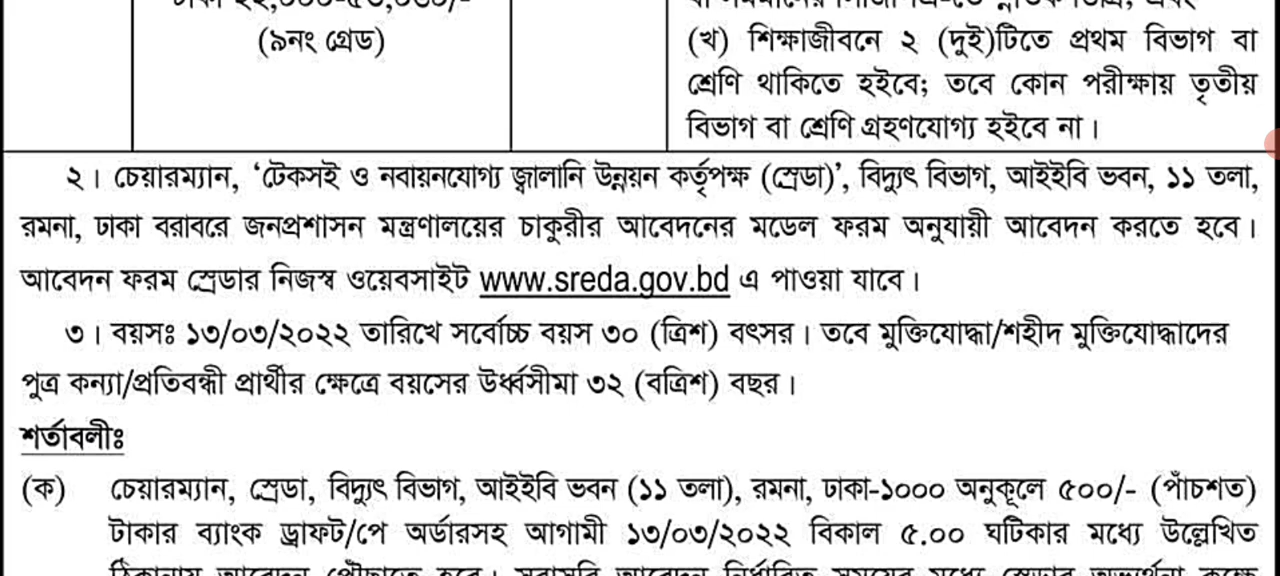 টাকা ২২,০০০-৫৩,০৬০/-
(৯নং গ্রেড)
(খ) শিক্ষাজীবনে ২ (দুই)টিতে প্রথম বিভাগ বা
শ্রেণি থাকিতে হইবে; তবে কোন পরীক্ষায় তৃতীয়
বিভাগ বা শ্রেণি গ্রহণযোগ্য হইবে না।
২। চেয়ারম্যান, ‘টেকসই ও নবায়নযোগ্য জ্বালানি উন্নয়ন কর্তৃপক্ষ (স্রেডা)’, বিদ্যুৎ বিভাগ, আইইবি ভবন, ১১ তলা,
রমনা, ঢাকা বরাবরে জনপ্রশাসন মন্ত্রণালয়ের চাকুরীর আবেদনের মডেল ফরম অনুযায়ী আবেদন করতে হবে।
আবেদন ফরম স্রেডার নিজস্ব ওয়েবসাইট www.sreda.gov.bd এ পাওয়া যাবে।
৩। বয়সঃ ১৩/০৩/২০২২ তারিখে সর্বোচ্চ বয়স ৩০ (ত্রিশ) বৎসর। তবে মুক্তিযোদ্ধা/শহীদ মুক্তিযোদ্ধাদের
পুত্র কন্যা/প্রতিবন্ধী প্রার্থীর ক্ষেত্রে বয়সের উর্ধ্বসীমা ৩২ (বত্রিশ) বছর।
শর্তাবলীঃ
(ক) চেয়ারম্যান, স্রেডা, বিদ্যুৎ বিভাগ, আইইবি ভবন (১১ তলা), রমনা, ঢাকা-১০০০ অনুকূলে ৫০০/- (পাঁচশত)
টাকার ব্যাংক ড্রাফট/পে অর্ডারসহ আগামী ১৩/০৩/২০২২ বিকাল ৫.০০ ঘটিকার মধ্যে উল্লেখিত